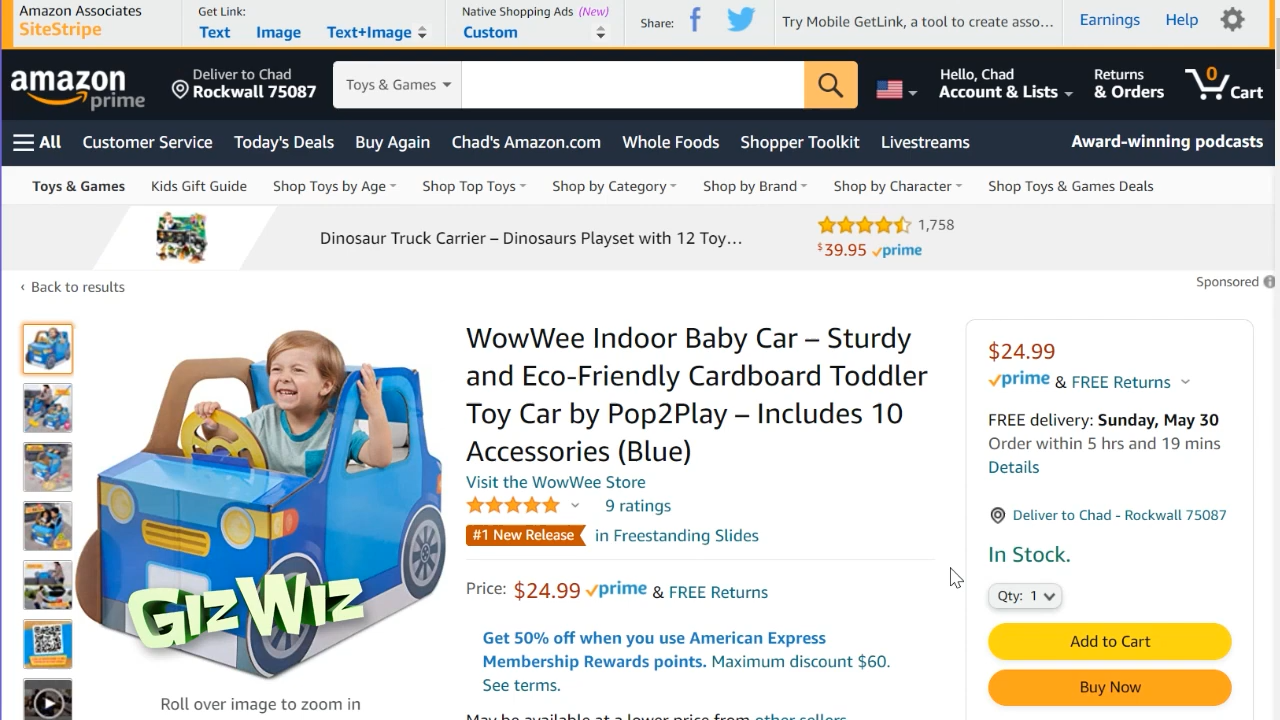 Amazon Associates
SiteStripe
Get Link:
Text Image Text+Image
Native Shopping Ads (New)
Custom
Share:
Try Mobile GetLink, a tool to create asso...
Earnings Help
amazon prime
Deliver to Chad
Rockwall 75087
Toys & Games
Hello, Chad
Account & Lists
Returns
& Orders
0
Cart
All Customer Service Today's Deals Buy Again Chad's Amazon.com Whole Foods Shopper Toolkit Livestreams Award-winning podcasts
Toys & Games Kids Gift Guide Shop Toys by Age Shop Top Toys Shop by Category Shop by Brand Shop by Character Shop Toys & Games Deals
Dinosaur Truck Carrier – Dinosaurs Playset with 12 Toy...
1,758
$39.95 prime
‹ Back to results
Sponsored
WowWee Indoor Baby Car – Sturdy
and Eco-Friendly Cardboard Toddler
Toy Car by Pop2Play – Includes 10
Accessories (Blue)
Visit the WowWee Store
9 ratings
#1 New Release in Freestanding Slides
Price: $24.99 prime & FREE Returns
Get 50% off when you use American Express
Membership Rewards points. Maximum discount $60.
See terms.
May be available at a lower price from other sellers
GizWiz
Roll over image to zoom in
$24.99
prime & FREE Returns
FREE delivery: Sunday, May 30
Order within 5 hrs and 19 mins
Details
Deliver to Chad - Rockwall 75087
In Stock.
Qty: 1
Add to Cart
Buy Now